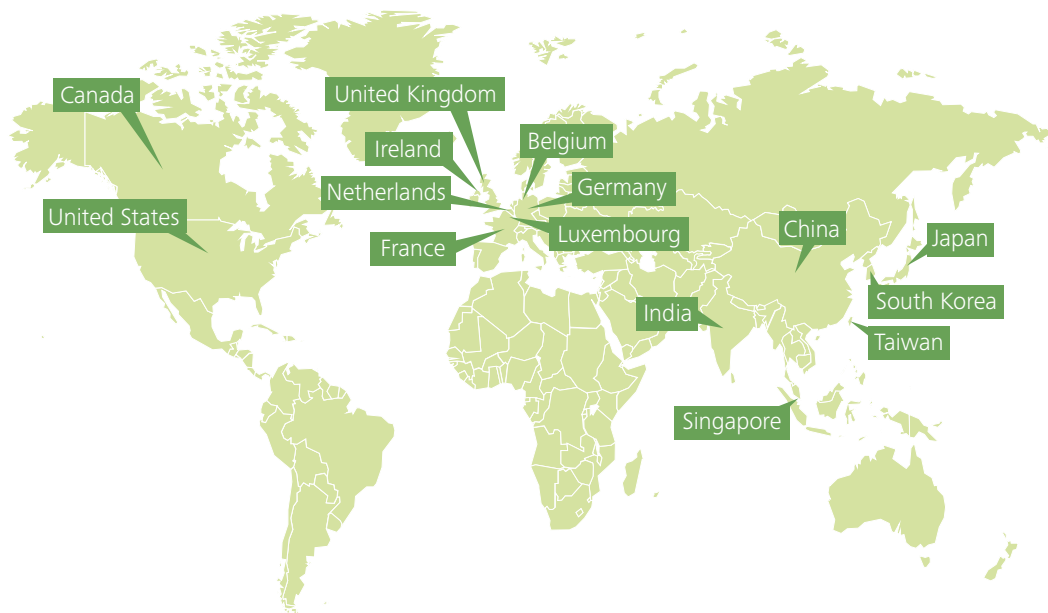 Canada
United Kingdom
Ireland
Belgium
Netherlands
Germany
United States
France
Luxembourg
China
Japan
India
South Korea
Taiwan
Singapore